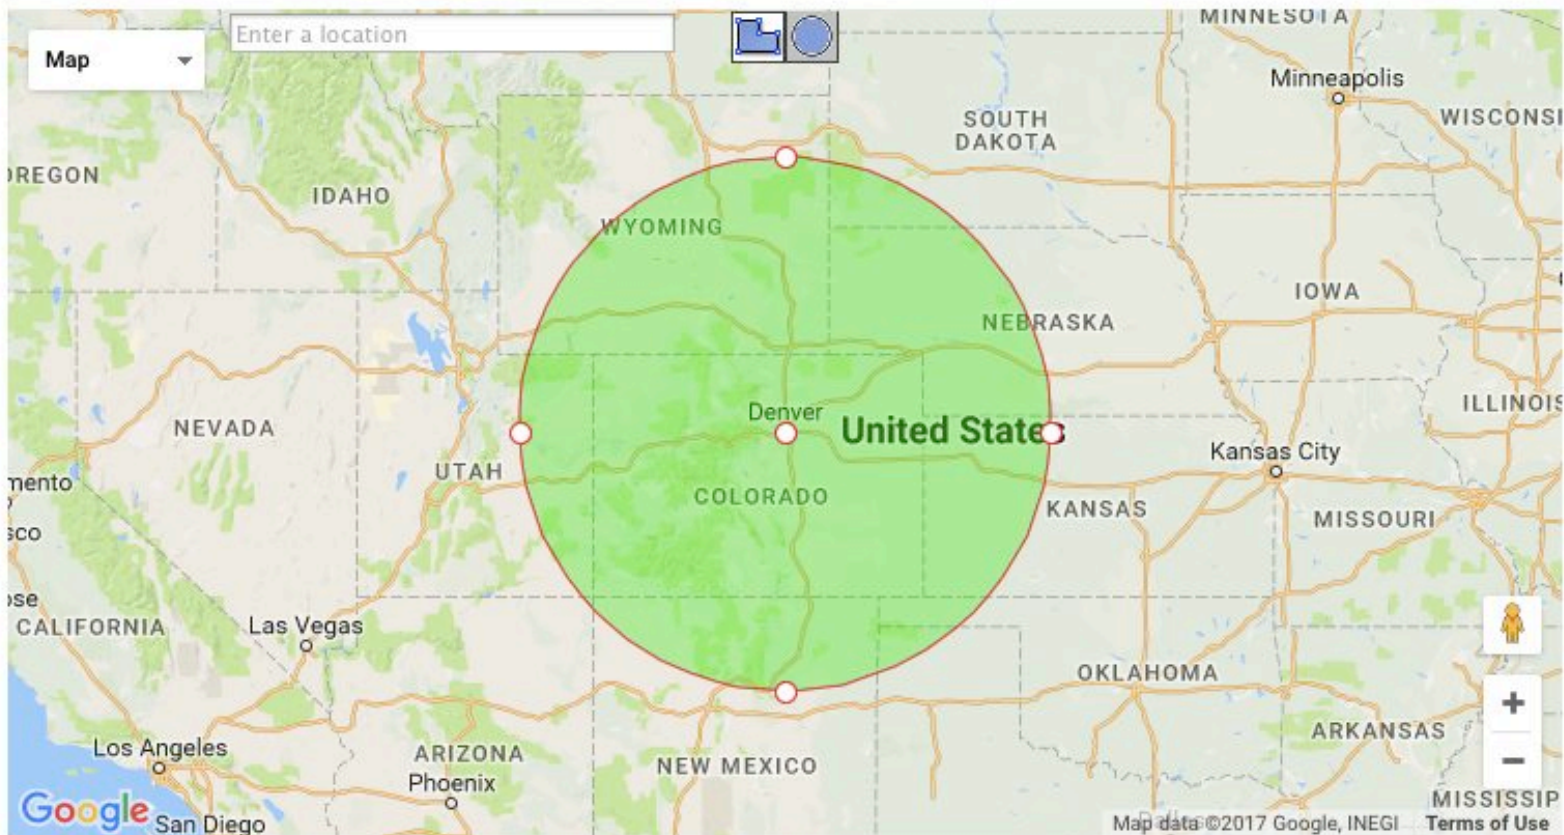 MINNESOTA
Enter a location
Map
Minneapolis
SOUTH
DAKOTA
WISCONSI
OREGON
IDAHO
WYOMING
IOWA
NEBRASKA
ILLINOIS
Denver
NEVADA
United States
Kansas City
UTAH
mento
COLORADO
KANSAS
MISSOURI
sco
ose
CALIFORNIA
Las Vegas
OKLAHOMA
+
ARKANSAS
Los Angeles
ARIZONA
NEW MEXICO
−
Phoenix
MISSISSIP
Google
San Diego
Map data ©2017 Google, INEGI
Terms of Use